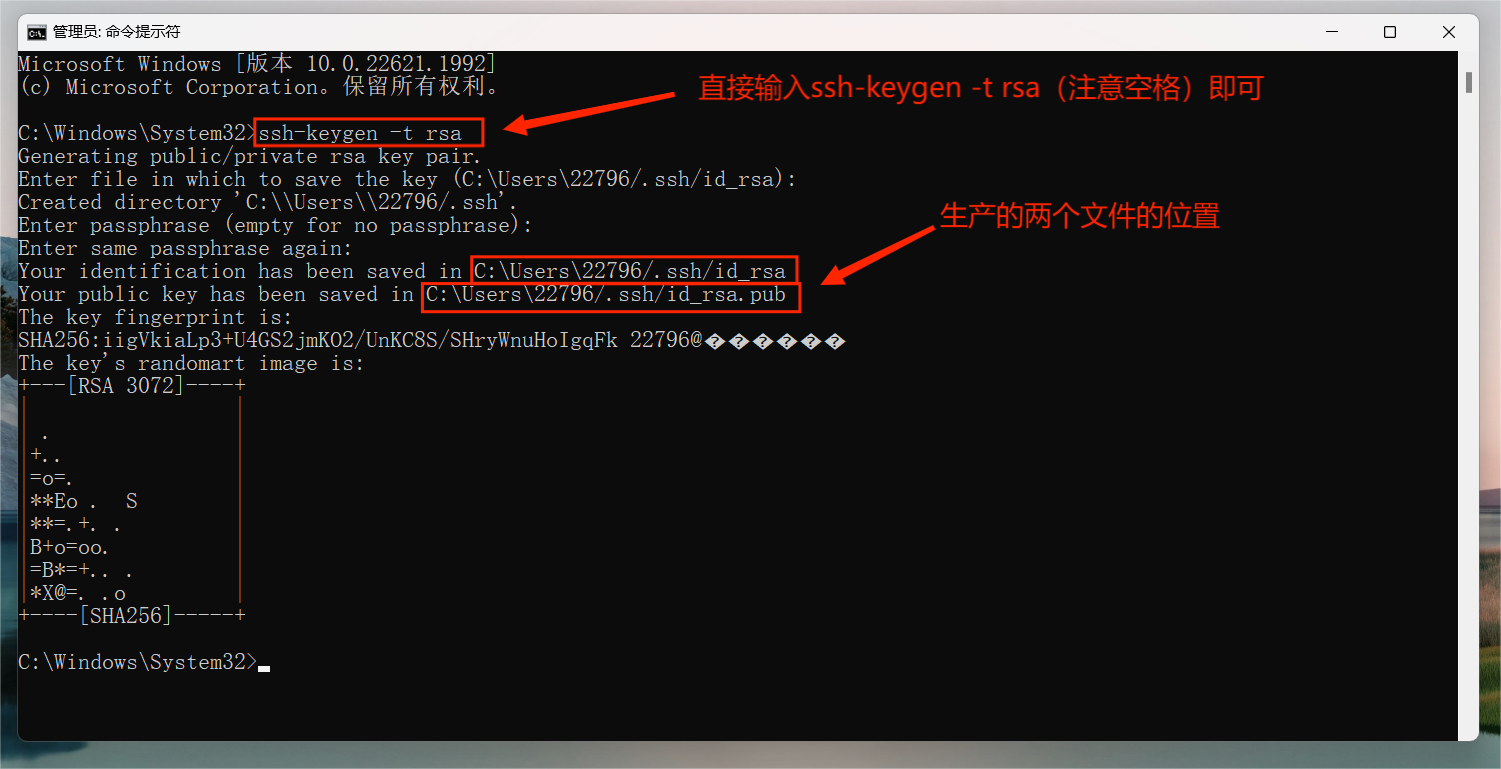 管理员: 命令提示符
Microsoft Windows [版本 10.0.22621.1992]
(c) Microsoft Corporation。保留所有权利。
直接输入ssh-keygen -t rsa（注意空格）即可
C:\Windows\System32>ssh-keygen -t rsa
Generating public/private rsa key pair.
Enter file in which to save the key (C:\Users\22796/.ssh/id_rsa):
Created directory 'C:\\Users\\22796/.ssh'.
生产的两个文件的位置
Enter passphrase (empty for no passphrase):
Enter same passphrase again:
Your identification has been saved in C:\Users\22796/.ssh/id_rsa
Your public key has been saved in C:\Users\22796/.ssh/id_rsa.pub
The key fingerprint is:
SHA256:iigVkiaLp3+U4GS2jmKO2/UnKC8S/SHryWnuHoIgqFk 22796@������
The key's randomart image is:
+---[RSA 3072]----+
|                 |
| .               |
|+..              |
|=o=.             |
|**Eo .  S        |
|**=.+. .         |
|B+o=oo.          |
|=B*=+.. .        |
|*X@=. .o         |
+----[SHA256]-----+
C:\Windows\System32>